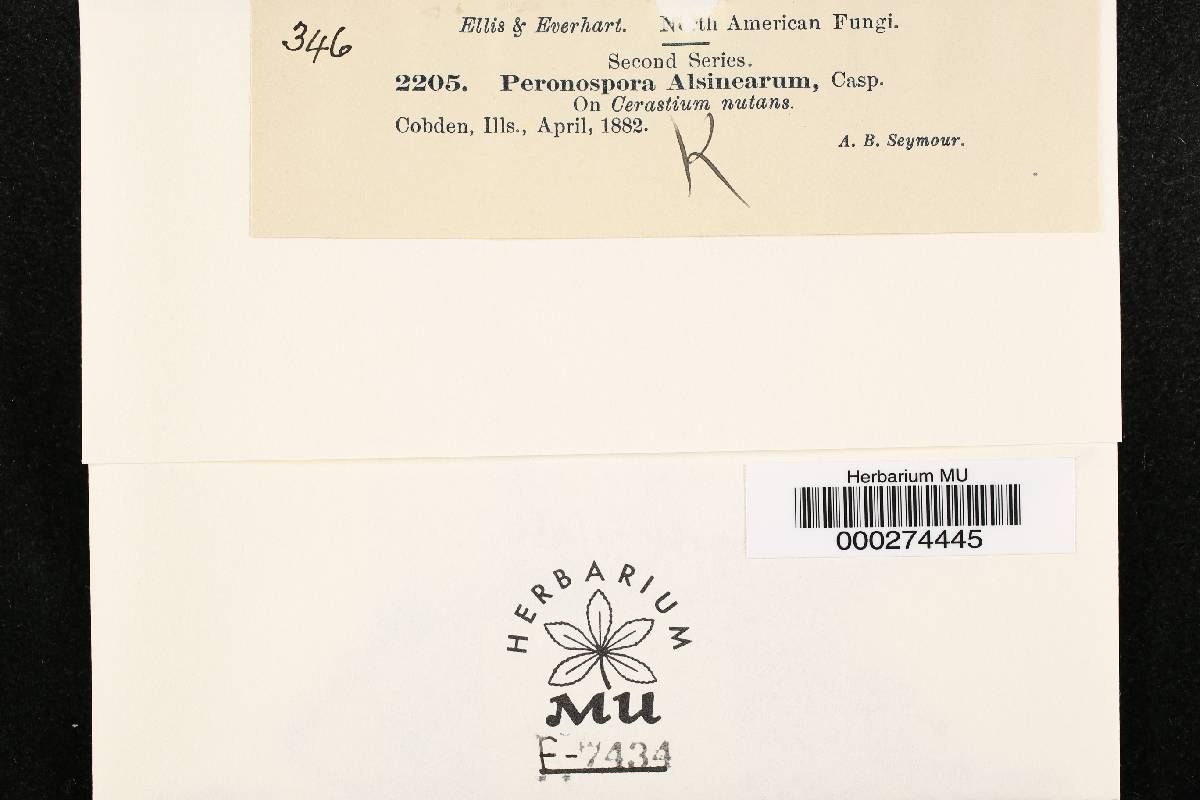 346
Ellis & Everhart. North American Fungi.
Second Series.
2205. Peronospora Alsinearum, Casp.
On Cerastium nutans.
Cobden, Ills., April, 1882.
A. B. Seymour.
R
Herbarium MU
000274445
HERBARIUM
MU
F-7434